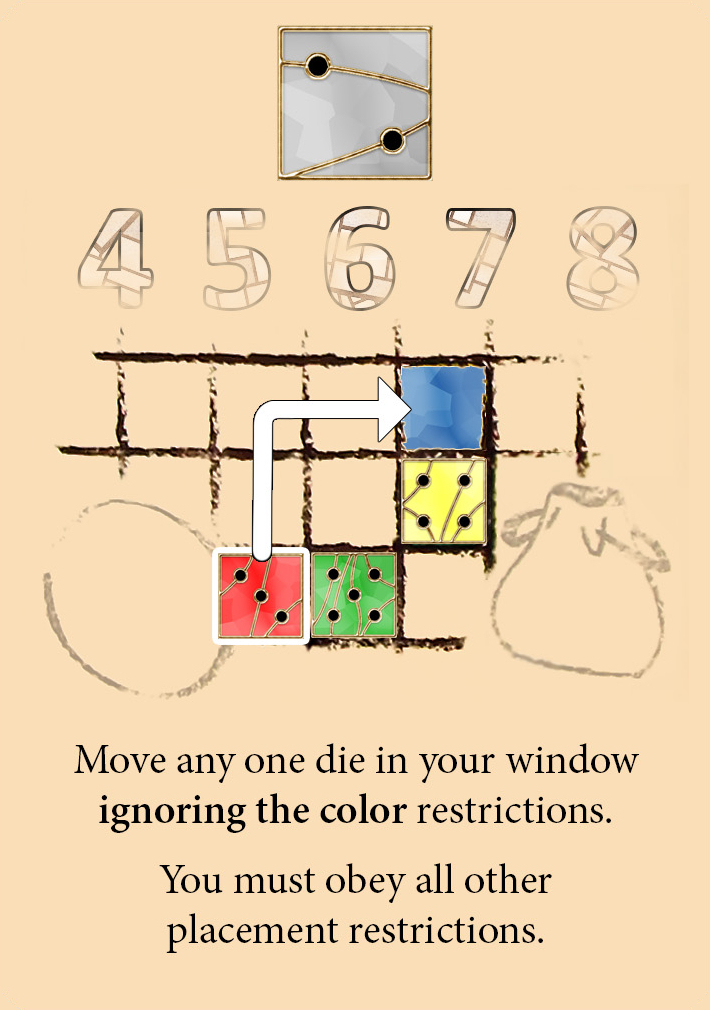 4 5 6 7 8
Move any one die in your window
ignoring the color restrictions.
You must obey all other
placement restrictions.